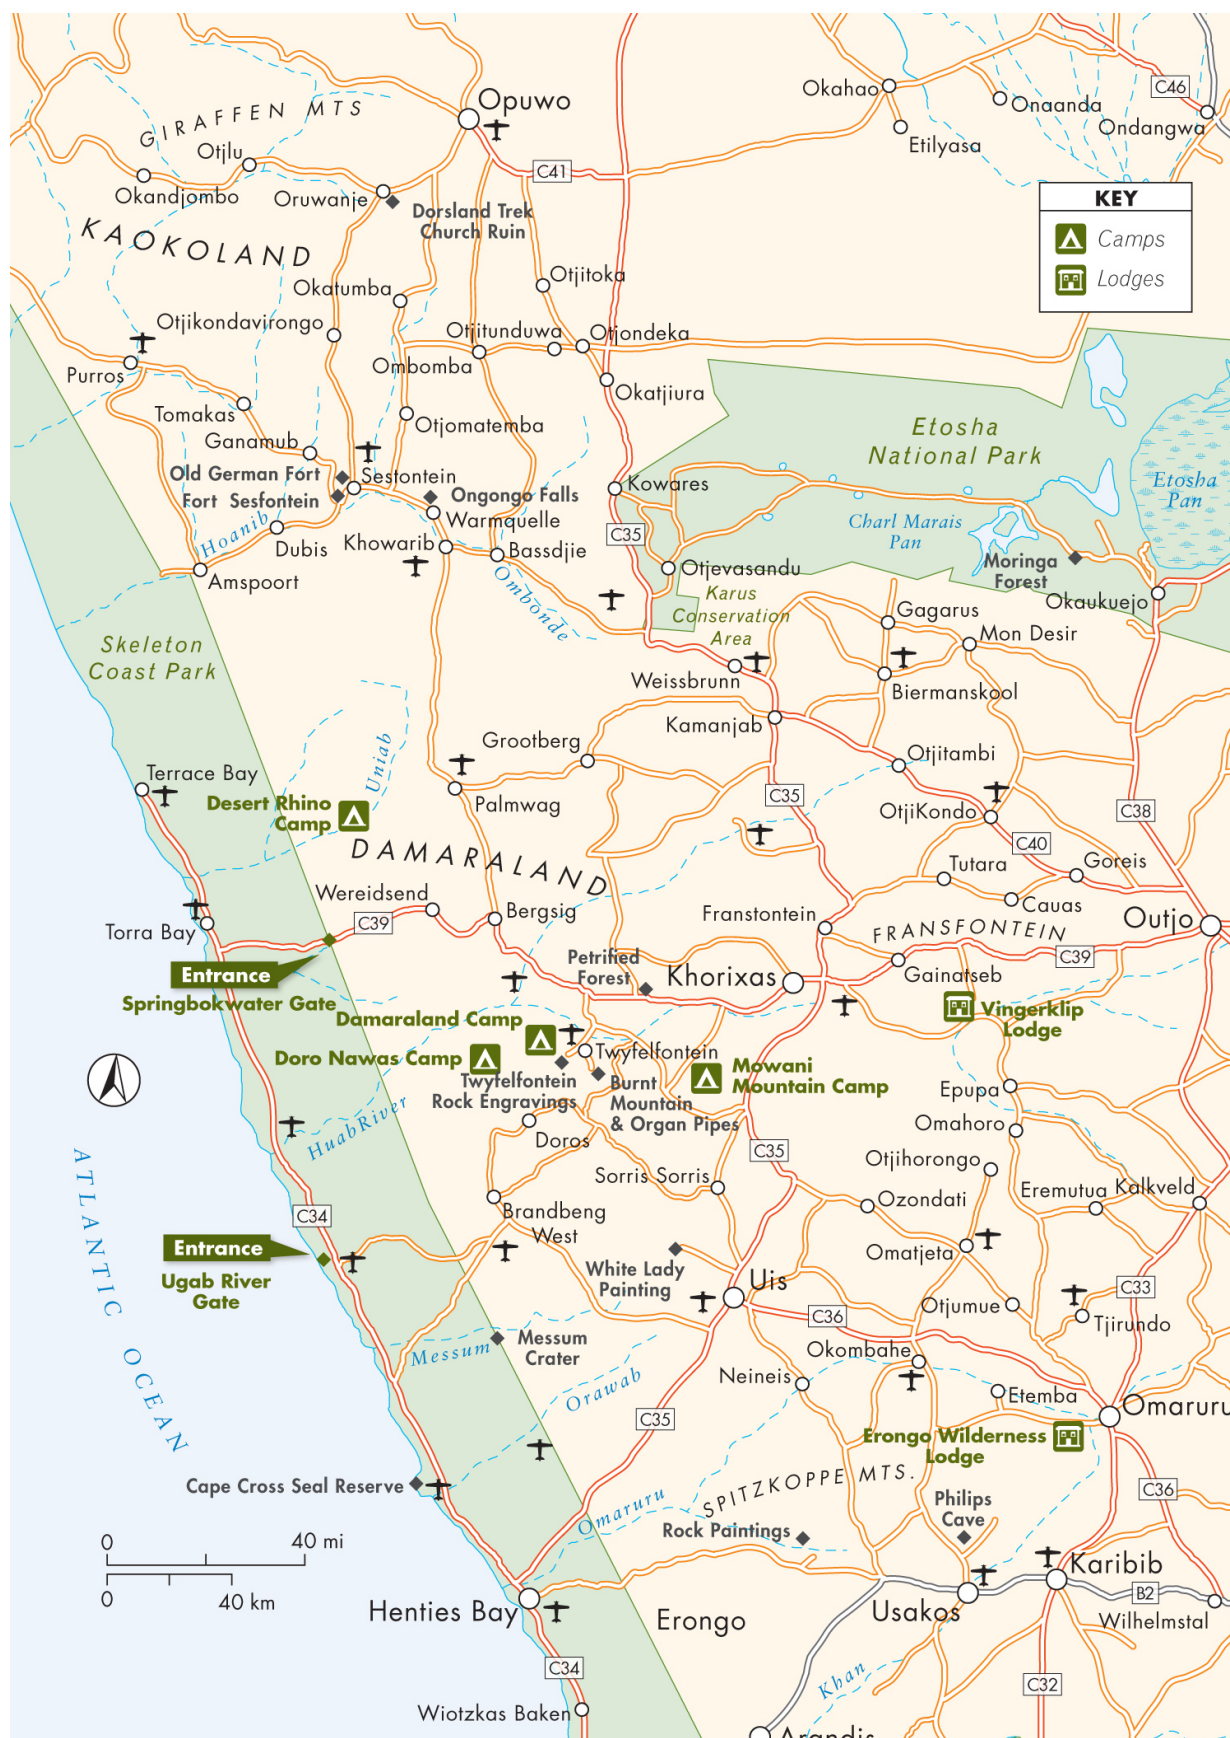 Opuwo
C46
Okahao
Onaanda
Ondangwa
Etilyasa
GIRAFFEN MTS
Otjlu
C41
Okandjombo
Oruwanje
Dorsland Trek
Church Ruin
KEY
Camps
Lodges
KAOKOLAND
Otjitoka
Okatumba
Otjikondavirongo
Otjitunduwa
Otjondeka
Purros
Ombomba
Okatjiura
Tomakas
Otjomatemba
Ganamub
Etosha
National Park
Old German Fort
Sestontein
Fort Sesfontein
Ongongo Falls
Kowares
Etosha
Pan
Warmquelle
Charl Marais
Pan
Hoanib
Dubis
Khowarib
Bassdjie
C35
Moringa
Forest
Amspoort
Ombonde
Otjevasandu
Karus
Conservation
Area
Okaukuejo
Gagarus
Mon Desir
Skeleton
Coast Park
Weissbrunn
Biermanskool
Kamanjab
Grootberg
Otjitambi
Uniab
Terrace Bay
Desert Rhino
Camp
Palmwag
C35
OtjiKondo
C38
C40
DAMARALAND
Tutara
Goreis
Wereidsend
Bergsig
Franstontein
Cauas
Outjo
Torra Bay
C39
FRANSFONTEIN
C39
Petrified
Forest
Khorixas
Gainatseb
Entrance
Springbokwater Gate
Vingerklip
Lodge
Damaraland Camp
Doro Nawas Camp
Twyfelfontein
Mowani
Mountain Camp
Twyfelfontein
Rock Engravings
Burnt
Mountain
& Organ Pipes
Epupa
Omahoro
HuabRiver
Doros
C35
Otjihorongo
Sorris Sorris
Eremutua
Kalkveld
Ozondati
Brandbeng
West
C34
Omatjeta
ATLANTIC OCEAN
Entrance
Ugab River
Gate
White Lady
Painting
Uis
C33
Otjumue
Tjirundo
C36
Messum
Messum
Crater
Okombahe
Neineis
Orawab
Etemba
Omaruru
C35
Erongo Wilderness
Lodge
Cape Cross Seal Reserve
SPITZKOPPE MTS.
C36
Omaruru
Philips
Cave
Rock Paintings
0
40 mi
0
40 km
Karibib
Henties Bay
Erongo
Usakos
B2
Wilhelmstal
C34
Khan
C32
Wiotzkas Baken
Arandis